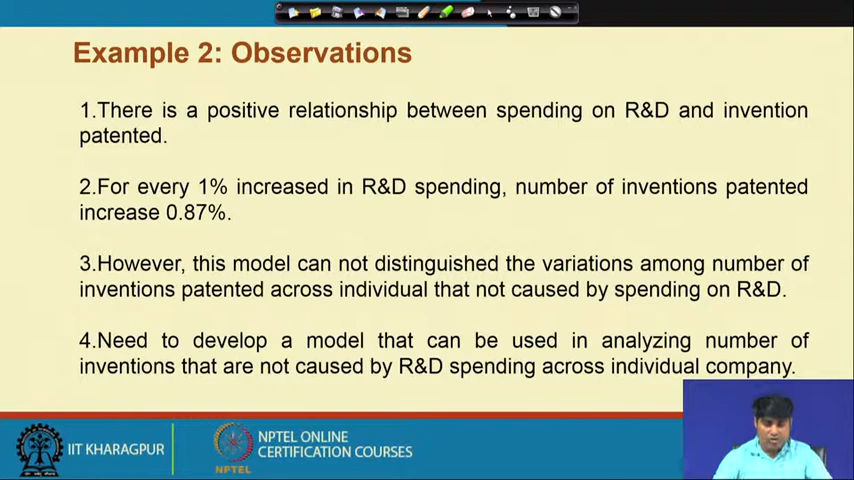 Example 2: Observations
1.There is a positive relationship between spending on R&D and invention
patented.
2.For every 1% increased in R&D spending, number of inventions patented
increase 0.87%.
3.However, this model can not distinguished the variations among number of
inventions patented across individual that not caused by spending on R&D.
4.Need to develop a model that can be used in analyzing number of
inventions that are not caused by R&D spending across individual company.
IIT KHARAGPUR
NPTEL
NPTEL ONLINE
CERTIFICATION COURSES